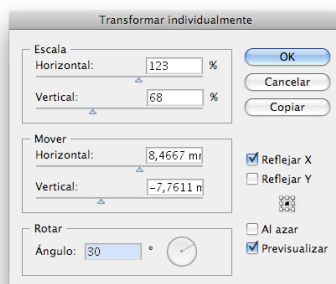 Transformar individualmente
Escala
Horizontal: 123 %
Vertical: 68 %
OK
Cancelar
Copiar
Mover
Horizontal: 8,4667 mr
Vertical: -7,7611 n
Reflejar X
Reflejar Y
Rotar
Ángulo: 30 °
Al azar
Previsualizar